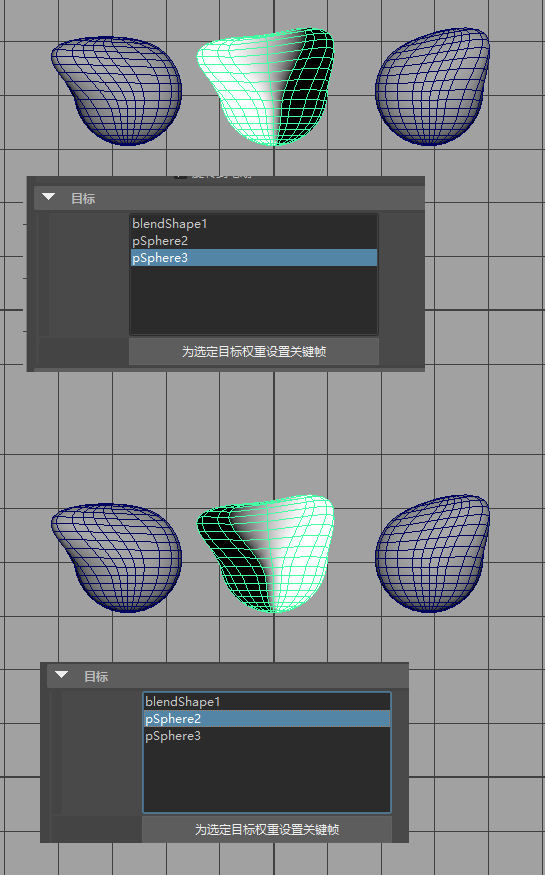 目标
blendShape1
pSphere2
pSphere3
为选定目标权重设置关键帧
目标
blendShape1
pSphere2
pSphere3
为选定目标权重设置关键帧